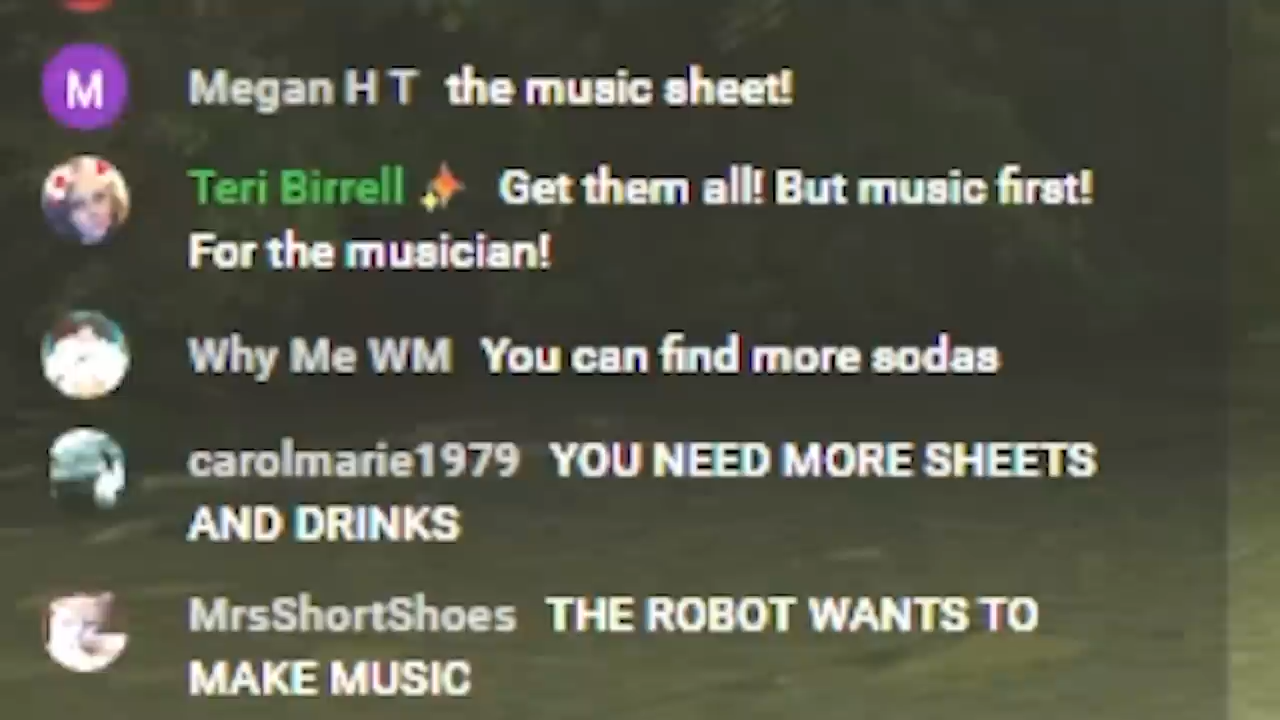 M
Megan H T the music sheet!
Teri Birrell Get them all! But music first!
For the musician!
Why Me WM You can find more sodas
carolmarie1979 YOU NEED MORE SHEETS
AND DRINKS
MrsShortShoes THE ROBOT WANTS TO
MAKE MUSIC